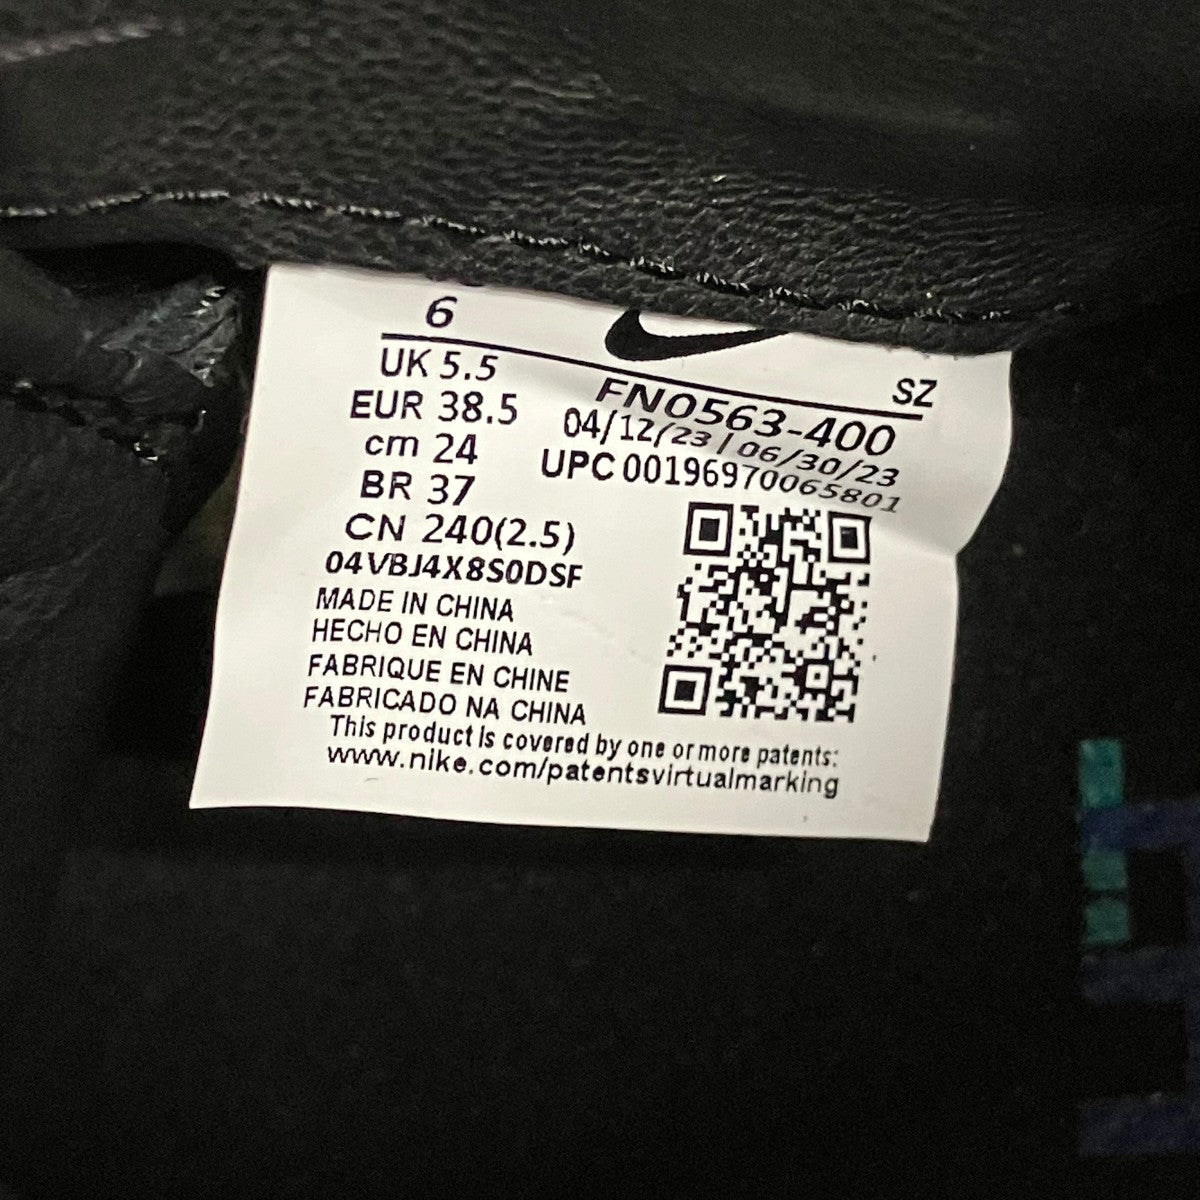 6
SZ
UK 5.5
FN0563-400
EUR 38.5
04/12/23 | 06/30/23
cm 24
UPC 00196970065801
BR 37
CN 240(2.5)
04VBJ4X8S0DSF
MADE IN CHINA
HECHO EN CHINA
FABRIQUE EN CHINE
FABRICADO NA CHINA
This product is covered by one or more patents:
www.nike.com/patentsvirtualmarking